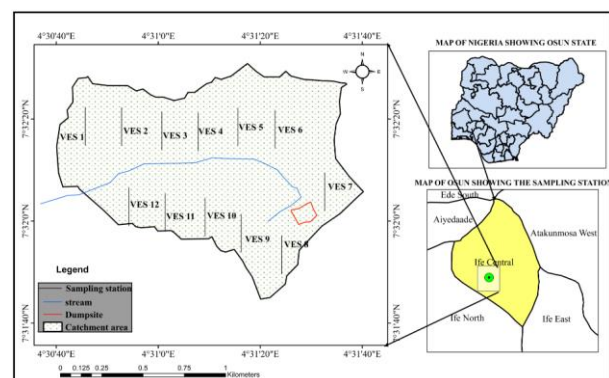 4°30'40"E 4°31'0"E 4°31'20"E 4°31'40"E
N
W E
S
7°32'20"N 7°32'20"N
VES 1 VES 2 VES 3 VES 4 VES 5 VES 6
VES 7
7°32'0"N 7°32'0"N
VES 12 VES 11 VES 10 VES 9 VES 8
Legend
Sampling station
stream
Dumpsite
Catchment area
7°31'40"N 7°31'40"N
4°30'40"E 4°31'0"E 4°31'20"E 4°31'40"E
0 0.125 0.25 0.5 0.75 1
Kilometers
MAP OF NIGERIA SHOWING OSUN STATE
MAP OF OSUN SHOWING THE SAMPLING STATION
Ede South
Aiyedaade
Atakunmosa West
Ife Central
Ife North
Ife East